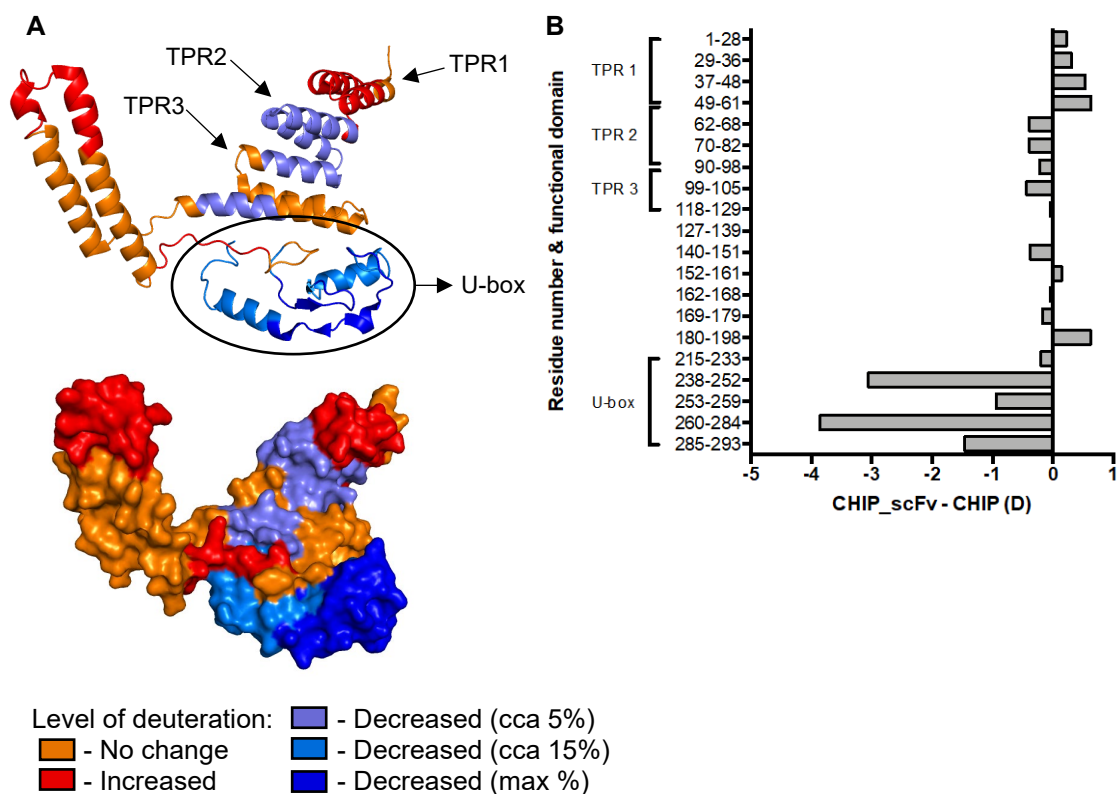 A
TPR2
TPR1
TPR3
U-box
Level of deuteration:
- No change
- Increased
- Decreased (cca 5%)
- Decreased (cca 15%)
- Decreased (max %)
B
Residue number & functional domain
TPR 1
TPR 2
TPR 3
U-box
1-28
29-36
37-48
49-61
62-68
70-82
90-98
99-105
118-129
127-139
140-151
152-161
162-168
169-179
180-198
215-233
238-252
253-259
260-284
285-293
-5 -4 -3 -2 -1 0 1
CHIP_scFv - CHIP (D)